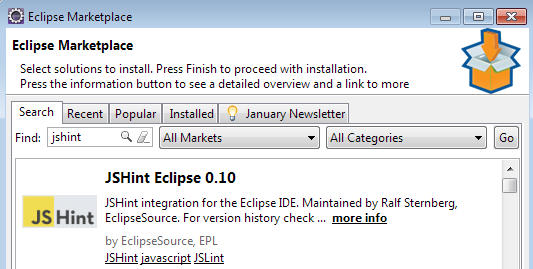 Eclipse Marketplace
Eclipse Marketplace
Select solutions to install. Press Finish to proceed with installation.
Press the information button to see a detailed overview and a link to more
Search Recent Popular Installed January Newsletter
Find: jshint All Markets All Categories Go
JSHint Eclipse 0.10
JS Hint
JSHint integration for the Eclipse IDE. Maintained by Ralf Sternberg,
EclipseSource. For version history check ... more info
by EclipseSource, EPL
JSHint javascript JSLint